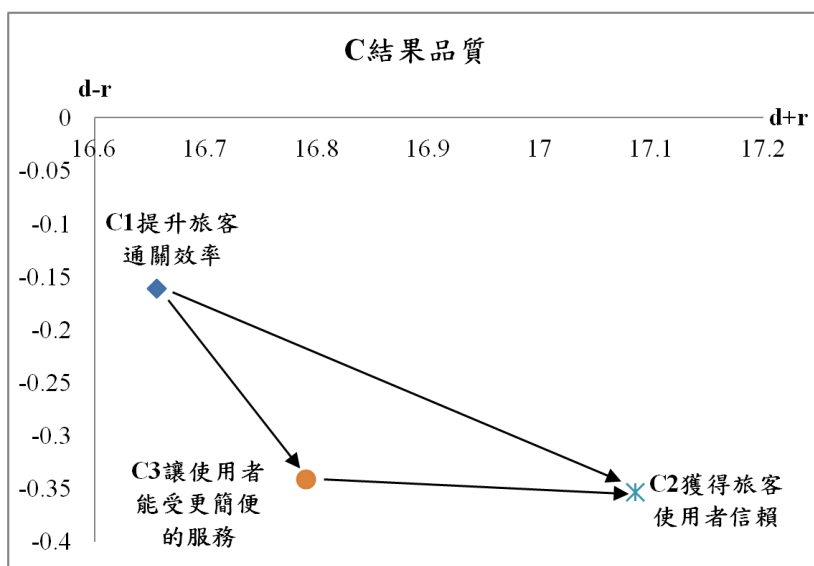 C結果品質
d-r
d+r
0
16.6
16.7
16.8
16.9
17
17.1
17.2
-0.05
-0.1
C1提升旅客
通關效率
-0.15
-0.2
-0.25
-0.3
C3讓使用者
能受更簡便
的服務
C2獲得旅客
使用者信賴
-0.35
-0.4